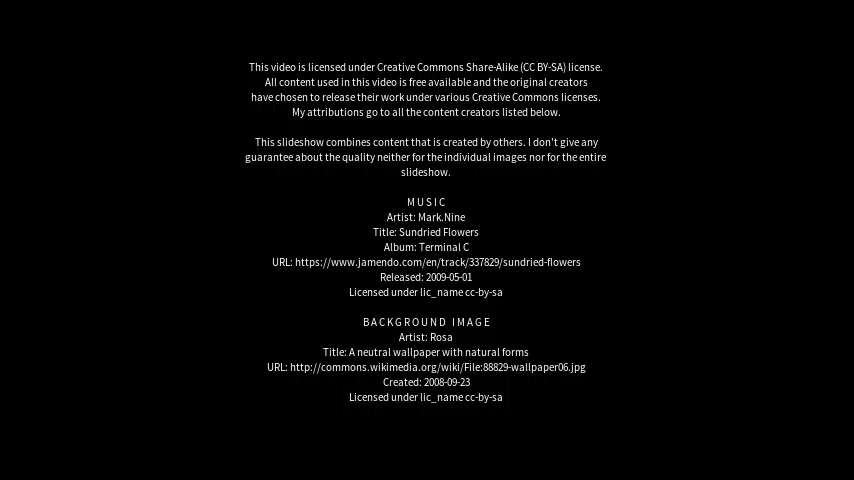 This video is licensed under Creative Commons Share-Alike (CC BY-SA) license.
All content used in this video is free available and the original creators
have chosen to release their work under various Creative Commons licenses.
My attributions go to all the content creators listed below.
This slideshow combines content that is created by others. I don't give any
guarantee about the quality neither for the individual images nor for the entire
slideshow.
M U S I C
Artist: Mark.Nine
Title: Sundried Flowers
Album: Terminal C
URL: https://www.jamendo.com/en/track/337829/sundried-flowers
Released: 2009-05-01
Licensed under lic_name cc-by-sa
B A C K G R O U N D   I M A G E
Artist: Rosa
Title: A neutral wallpaper with natural forms
URL: http://commons.wikimedia.org/wiki/File:88829-wallpaper06.jpg
Created: 2008-09-23
Licensed under lic_name cc-by-sa